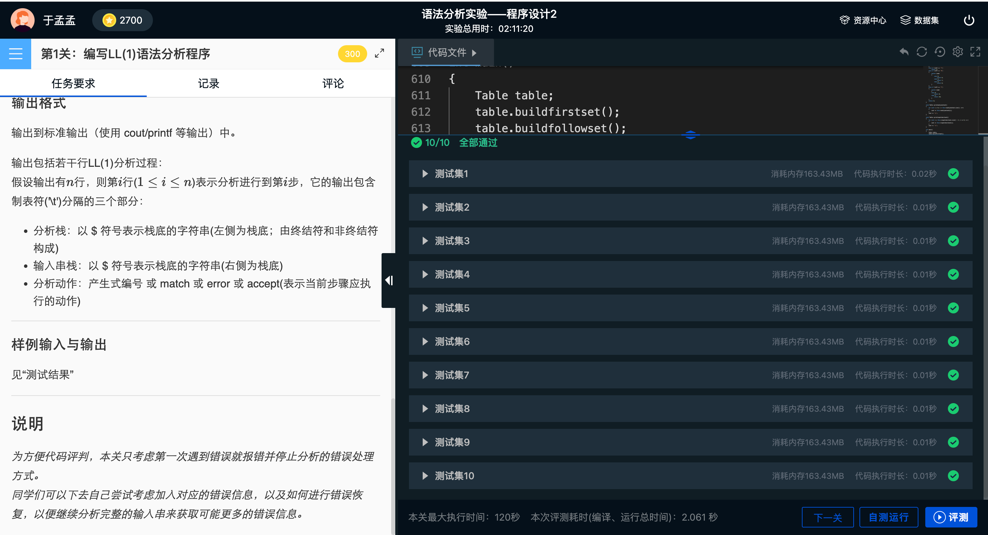 于孟孟
2700
语法分析实验——程序设计2
实验总用时：02:11:20
资源中心
数据集
第1关：编写LL(1)语法分析程序
300
代码文件
任务要求
记录
评论
输出格式
输出到标准输出（使用 cout/printf 等输出）中。
输出包括若干行LL(1)分析过程：
假设输出有n行，则第i行(1 ≤ i ≤ n)表示分析进行到第i步，它的输出包含
制表符('\t')分隔的三个部分：
• 分析栈：以 $ 符号表示栈底的字符串(左侧为栈底；由终结符和非终结符
构成)
• 输入串栈：以 $ 符号表示栈底的字符串(右侧为栈底)
• 分析动作：产生式编号 或 match 或 error 或 accept(表示当前步骤应执
行的动作)
样例输入与输出
见“测试结果”
说明
为方便代码评判，本关只考虑第一次遇到错误就报错并停止分析的错误处理
方式。
同学们可以下去自己尝试考虑加入对应的错误信息，以及如何进行错误恢
复，以便继续分析完整的输入串来获取可能更多的错误信息。
610 {
611 Table table;
612 table.buildfirstset();
613 table.buildfollowset();
10/10 全部通过
测试集1 消耗内存163.43MB 代码执行时长：0.02秒
测试集2 消耗内存163.43MB 代码执行时长：0.01秒
测试集3 消耗内存163.43MB 代码执行时长：0.01秒
测试集4 消耗内存163.43MB 代码执行时长：0.01秒
测试集5 消耗内存163.43MB 代码执行时长：0.01秒
测试集6 消耗内存163.43MB 代码执行时长：0.01秒
测试集7 消耗内存163.43MB 代码执行时长：0.01秒
测试集8 消耗内存163.43MB 代码执行时长：0.01秒
测试集9 消耗内存163.43MB 代码执行时长：0.01秒
测试集10 消耗内存163.43MB 代码执行时长：0.01秒
本关最大执行时间：120秒 本次评测耗时(编译、运行总时间)：2.061 秒
下一关
自测运行
评测